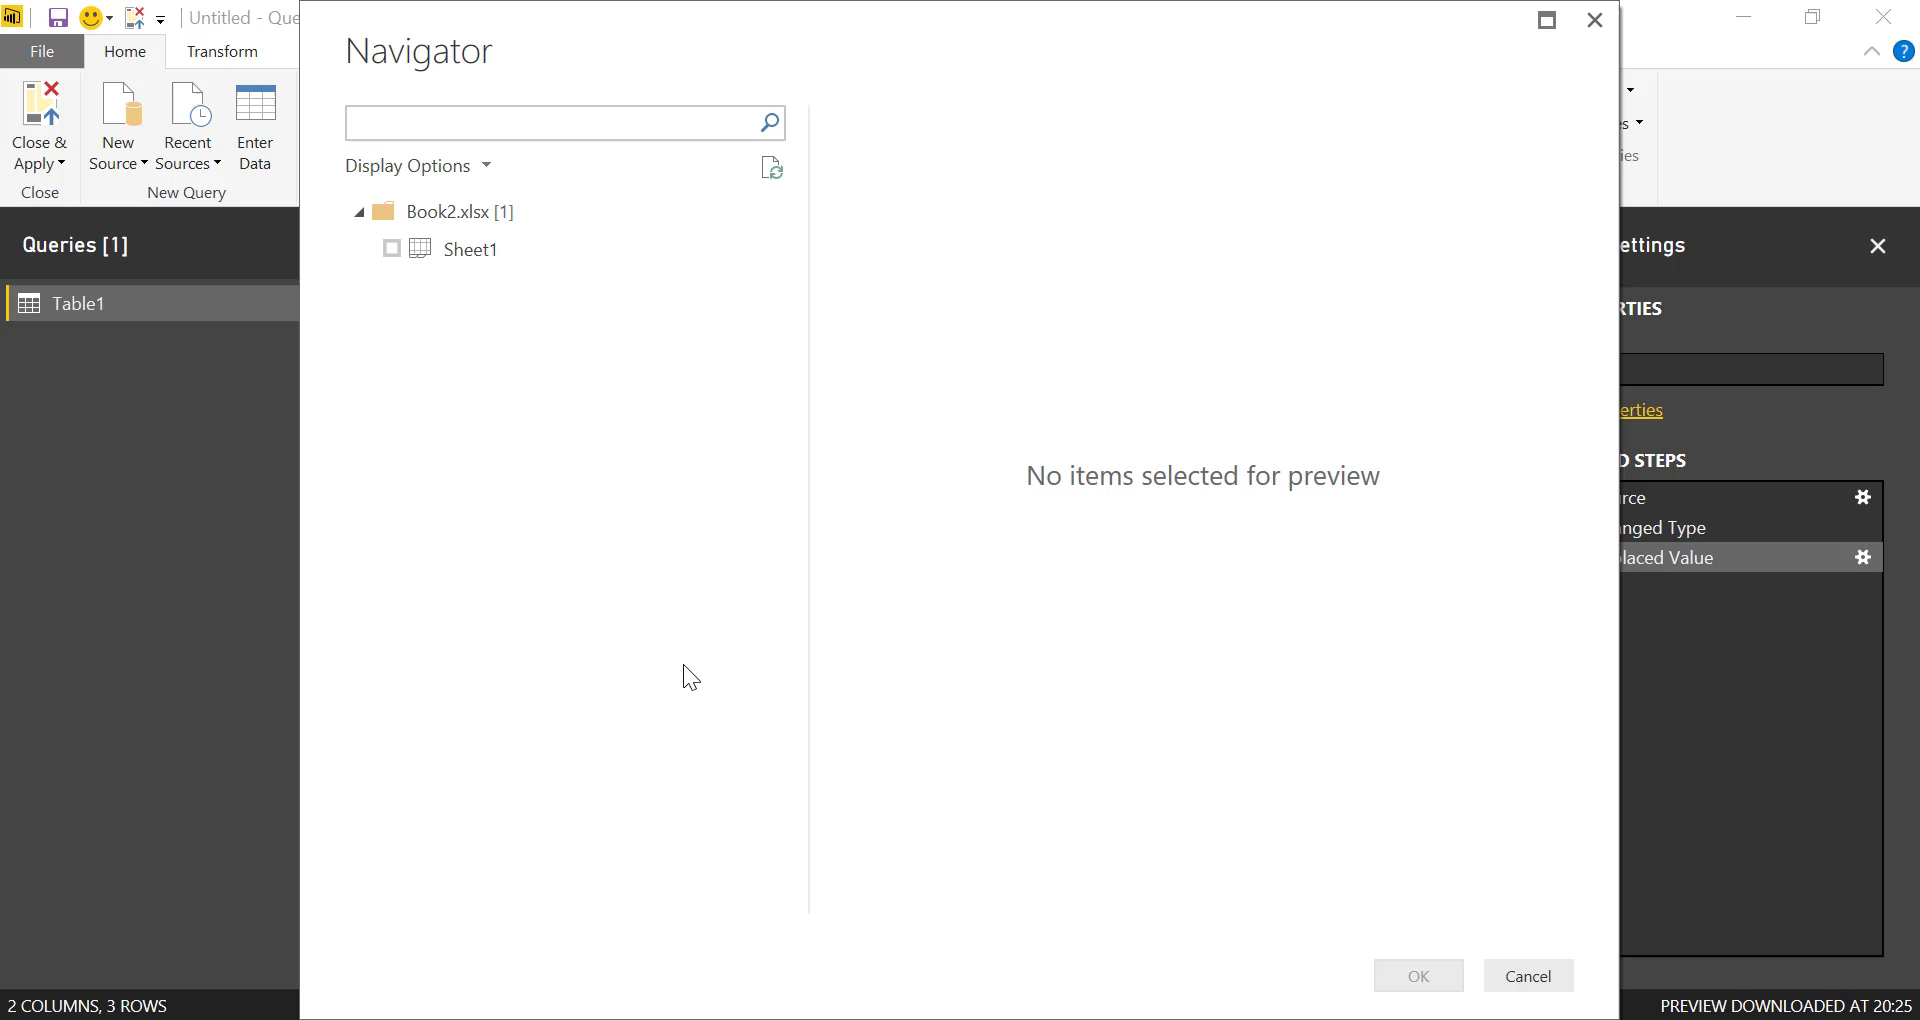 Untitled - Que
File
Home
Transform
Close &
Apply
New
Source
Recent
Sources
Enter
Data
Close
New Query
Queries [1]
Table1
2 COLUMNS, 3 ROWS
Navigator
Display Options
Book2.xlsx [1]
Sheet1
No items selected for preview
OK
Cancel
?
es
ies
ettings
RTIES
erties
D STEPS
rce
nged Type
laced Value
PREVIEW DOWNLOADED AT 20:25